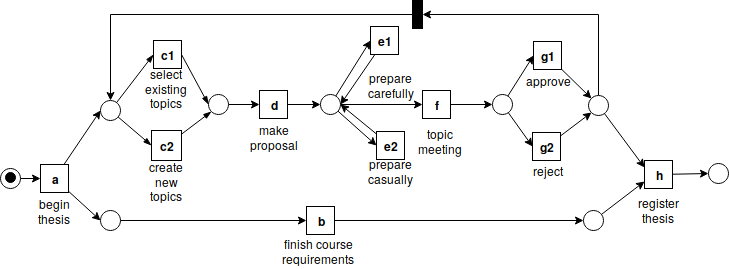 c1
select
existing
topics
e1
prepare
carefully
g1
approve
d
make
proposal
f
topic
meeting
c2
create
new
topics
e2
prepare
casually
g2
reject
a
begin
thesis
h
register
thesis
b
finish course
requirements